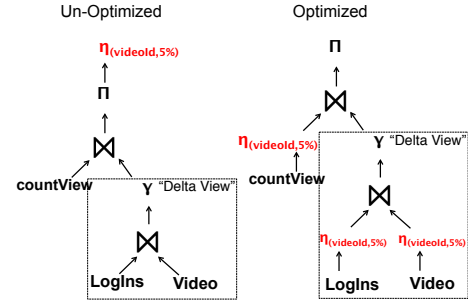 Un-Optimized
η(videoId,5%)
Π
⋈
countView
γ "Delta View"
⋈
LogIns Video
Optimized
Π
⋈
η(videoId,5%)
countView
γ "Delta View"
⋈
η(videoId,5%) η(videoId,5%)
LogIns Video